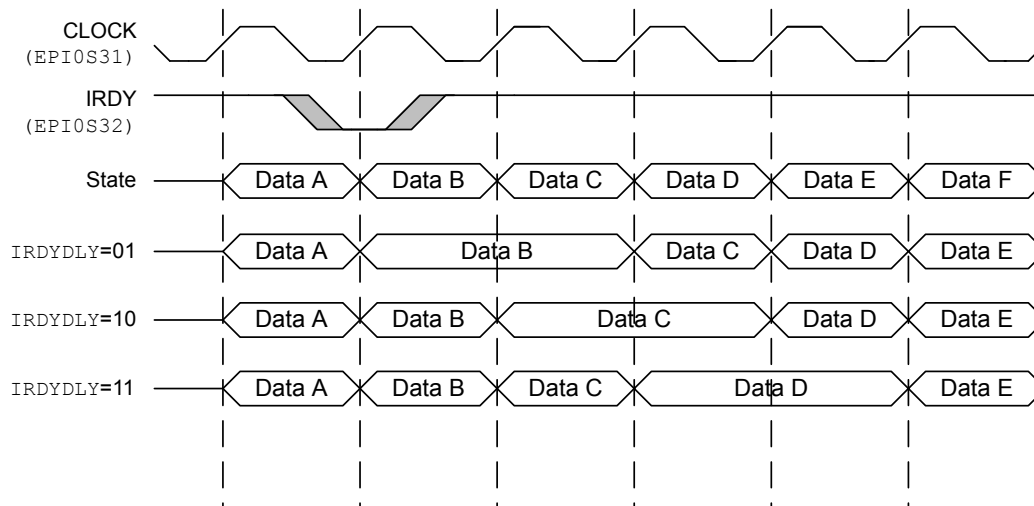 CLOCK
(EPI0S31)
IRDY
(EPI0S32)
State Data A Data B Data C Data D Data E Data F
IRDYDLY=01 Data A Data B Data C Data D Data E
IRDYDLY=10 Data A Data B Data C Data D Data E
IRDYDLY=11 Data A Data B Data C Data D Data E